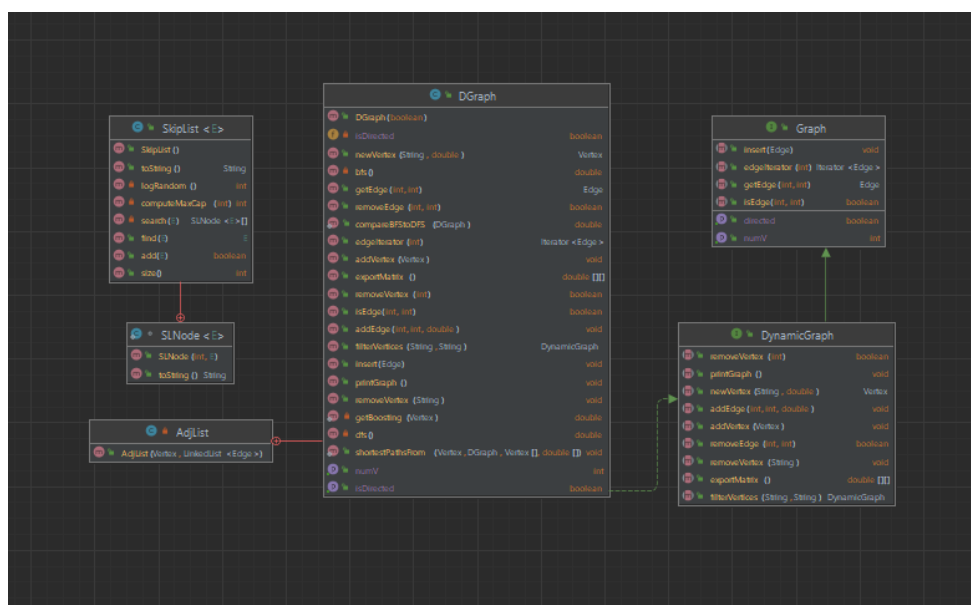 SkipList <E>
SkipList ()
toString () String
logRandom () int
computeMaxCap (int) int
search (E) SLNode <E>[]
find (E) E
add (E) boolean
size () int
SLNode <E>
SLNode (int, E)
toString () String
AdjList
AdjList (Vertex , LinkedList <Edge>)
DGraph
DGraph (boolean)
isDirected boolean
newVertex (String , double ) Vertex
bfs () double
getEdge (int, int) Edge
removeEdge (int, int) boolean
compareBFStoDFS (DGraph ) double
edgeIterator (int) Iterator <Edge>
addVertex (Vertex ) void
exportMatrix () double [][]
removeVertex (int) boolean
isEdge (int, int) boolean
addEdge (int, int, double ) void
filterVertices (String , String ) DynamicGraph
insert (Edge) void
printGraph () void
removeVertex (String ) void
getBoosting (Vertex ) double
dfs () double
shortestPathsFrom (Vertex , DGraph , Vertex [], double []) void
numV int
isDirected boolean
Graph
insert (Edge) void
edgeIterator (int) Iterator <Edge>
getEdge (int, int) Edge
isEdge (int, int) boolean
directed boolean
numV int
DynamicGraph
removeVertex (int) boolean
printGraph () void
newVertex (String , double ) Vertex
addEdge (int, int, double ) void
addVertex (Vertex ) void
removeEdge (int, int) boolean
removeVertex (String ) void
exportMatrix () double [][]
filterVertices (String , String ) DynamicGraph